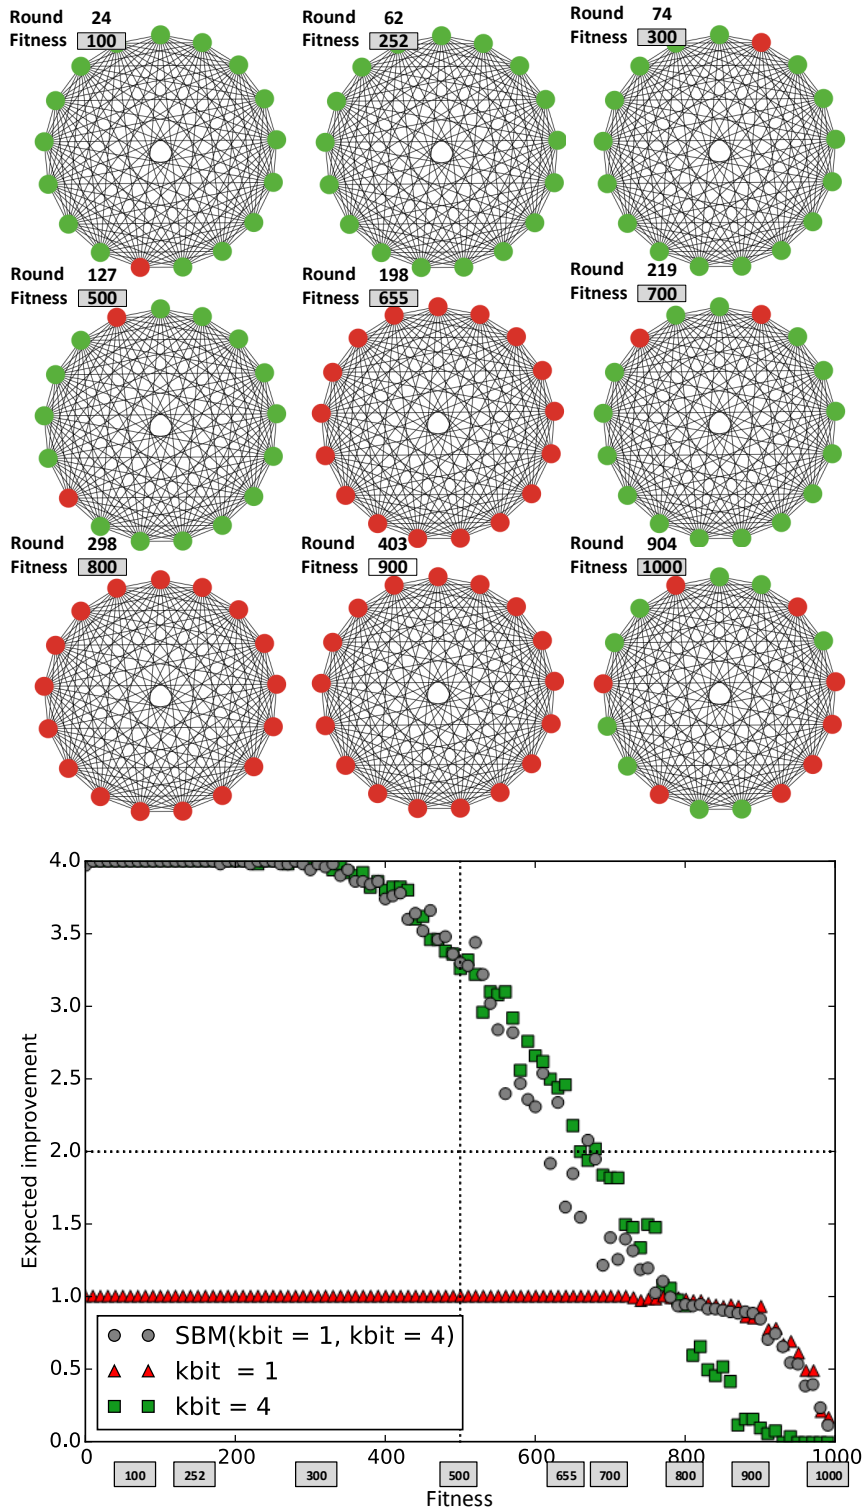 Round 24
Fitness 100
Round 62
Fitness 252
Round 74
Fitness 300
Round 127
Fitness 500
Round 198
Fitness 655
Round 219
Fitness 700
Round 298
Fitness 800
Round 403
Fitness 900
Round 904
Fitness 1000
Expected improvement
4.0
3.5
3.0
2.5
2.0
1.5
1.0
0.5
0.0
SBM(kbit = 1, kbit = 4)
kbit = 1
kbit = 4
0 200 400 600 800 1000
100 252 300 500 655 700 800 900 1000
Fitness